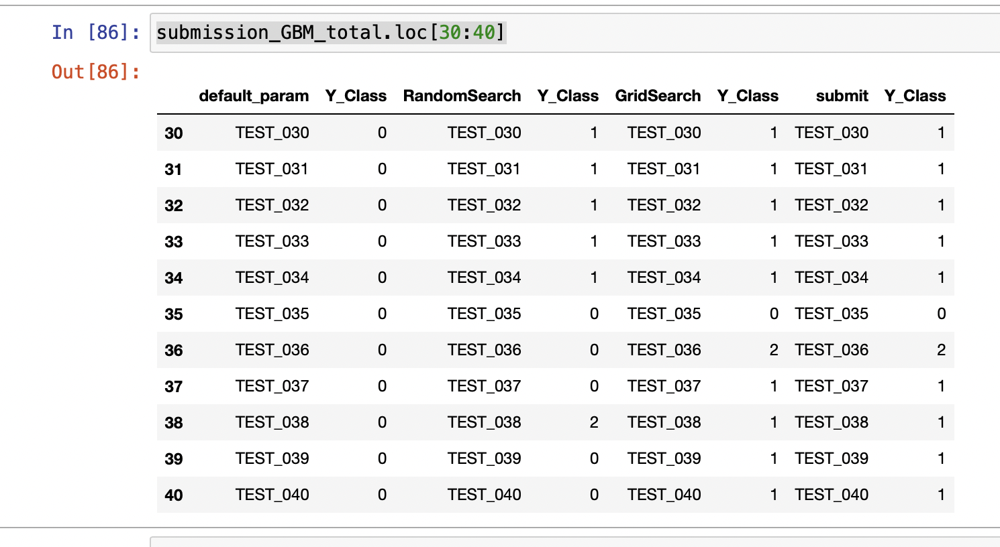 In [86]: submission_GBM_total.loc[30:40]
Out[86]:
default_param Y_Class RandomSearch Y_Class GridSearch Y_Class submit Y_Class
30 TEST_030 0 TEST_030 1 TEST_030 1 TEST_030 1
31 TEST_031 0 TEST_031 1 TEST_031 1 TEST_031 1
32 TEST_032 0 TEST_032 1 TEST_032 1 TEST_032 1
33 TEST_033 0 TEST_033 1 TEST_033 1 TEST_033 1
34 TEST_034 0 TEST_034 1 TEST_034 1 TEST_034 1
35 TEST_035 0 TEST_035 0 TEST_035 0 TEST_035 0
36 TEST_036 0 TEST_036 0 TEST_036 2 TEST_036 2
37 TEST_037 0 TEST_037 0 TEST_037 1 TEST_037 1
38 TEST_038 0 TEST_038 2 TEST_038 1 TEST_038 1
39 TEST_039 0 TEST_039 0 TEST_039 1 TEST_039 1
40 TEST_040 0 TEST_040 0 TEST_040 1 TEST_040 1